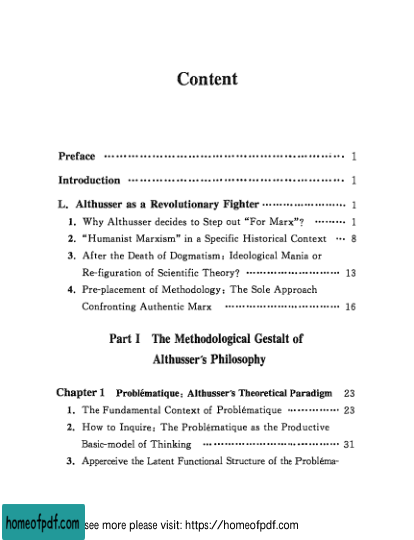 Content
Preface ……………………………………………………… 1
Introduction ………………………………………………… 1
L. Althusser as a Revolutionary Fighter ………………… 1
1. Why Althusser decides to Step out “For Marx”? ……… 1
2. “Humanist Marxism” in a Specific Historical Context … 8
3. After the Death of Dogmatism: Ideological Mania or
Re-figuration of Scientific Theory? …………………… 13
4. Pre-placement of Methodology: The Sole Approach
Confronting Authentic Marx ………………………… 16
Part I The Methodological Gestalt of
Althusser's Philosophy
Chapter 1 Problématique: Althusser's Theoretical Paradigm 23
1. The Fundamental Context of Problématique …………… 23
2. How to Inquire: The Problématique as the Productive
Basic-model of Thinking ……………………………… 31
3. Apperceive the Latent Functional Structure of the Probléma-
homeofpdf.com see more please visit: https://homeofpdf.com